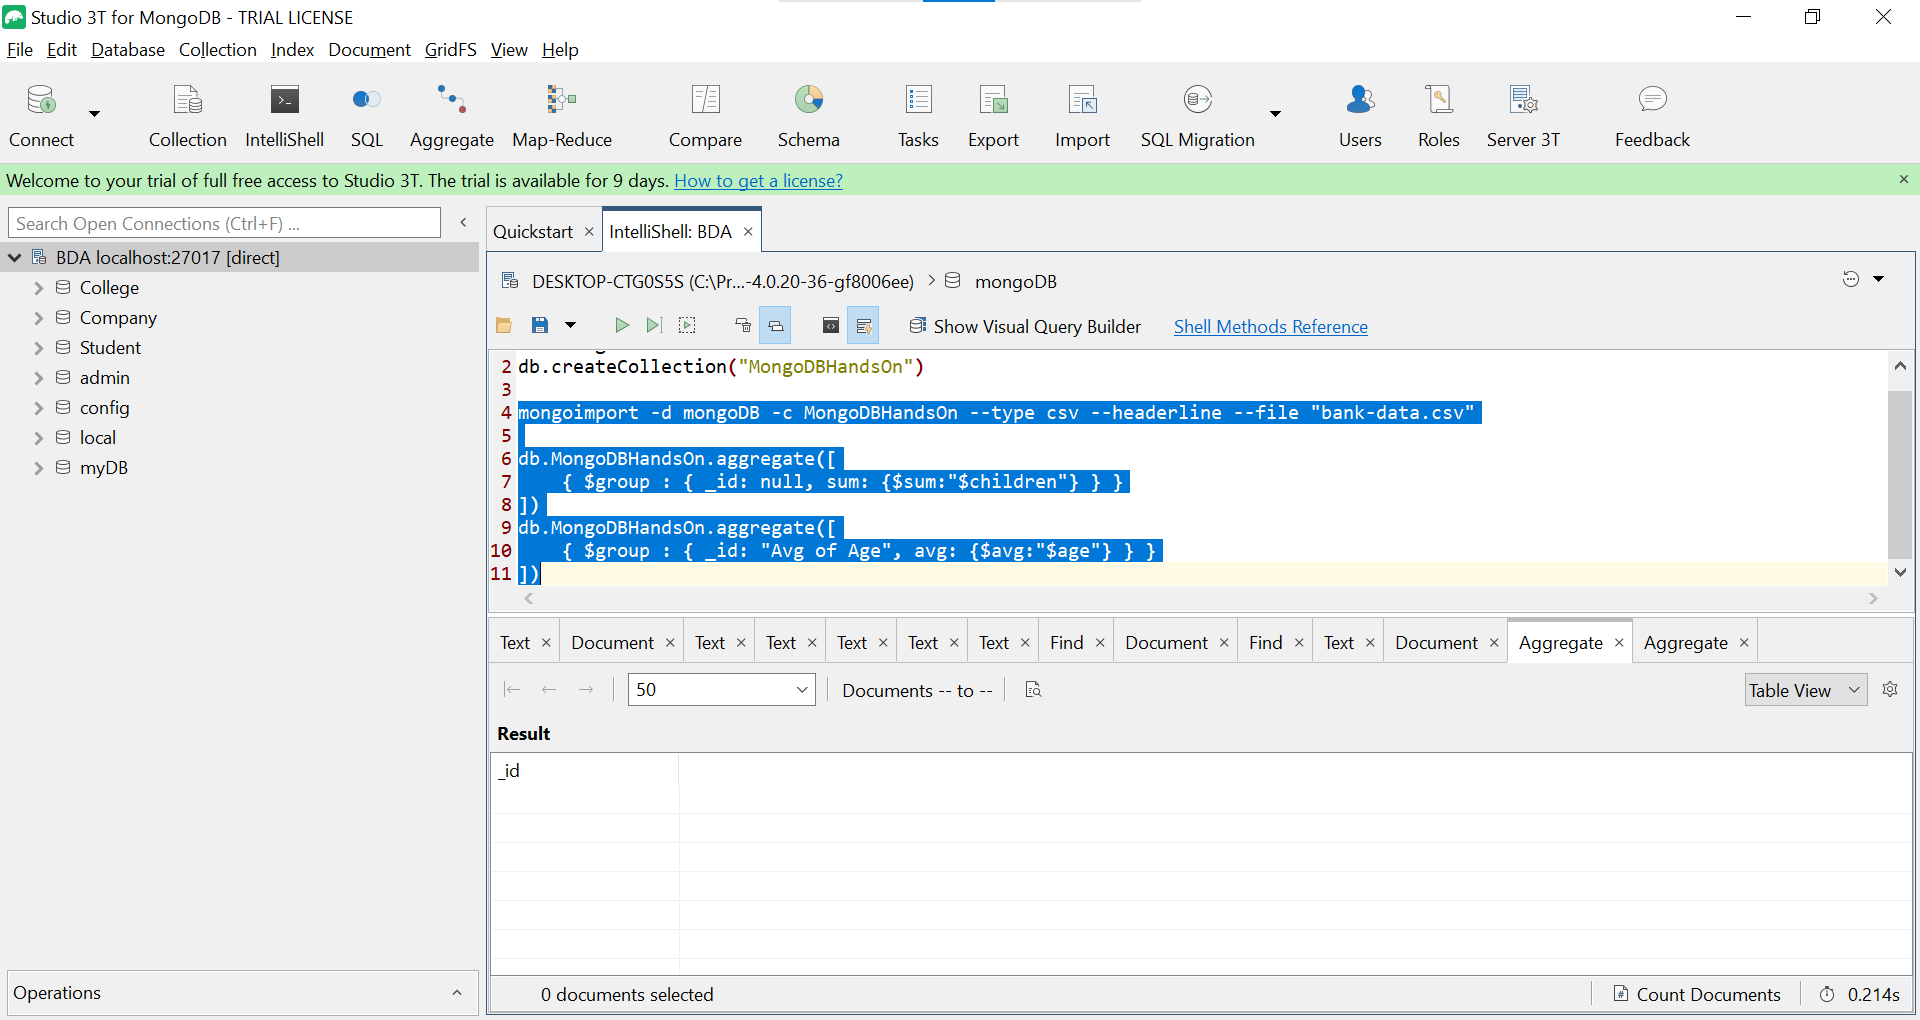 Studio 3T for MongoDB - TRIAL LICENSE
File Edit Database Collection Index Document GridFS View Help
Connect Collection IntelliShell SQL Aggregate Map-Reduce Compare Schema Tasks Export Import SQL Migration Users Roles Server 3T Feedback
Welcome to your trial of full free access to Studio 3T. The trial is available for 9 days. How to get a license?
Search Open Connections (Ctrl+F) ...
BDA localhost:27017 [direct]
College
Company
Student
admin
config
local
myDB
Operations
Quickstart IntelliShell: BDA
DESKTOP-CTG0S5S (C:\Pr...-4.0.20-36-gf8006ee) > mongoDB
Show Visual Query Builder Shell Methods Reference
2 db.createCollection("MongoDBHandsOn")
3
4 mongoimport -d mongoDB -c MongoDBHandsOn --type csv --headerline --file "bank-data.csv"
5
6 db.MongoDBHandsOn.aggregate([
7 { $group : { _id: null, sum: {$sum:"$children"} } }
8 ])
9 db.MongoDBHandsOn.aggregate([
10 { $group : { _id: "Avg of Age", avg: {$avg:"$age"} } }
11 ])
Text Document Text Text Text Text Text Find Document Find Text Document Aggregate Aggregate
50 Documents -- to -- Table View
Result
_id
0 documents selected Count Documents 0.214s